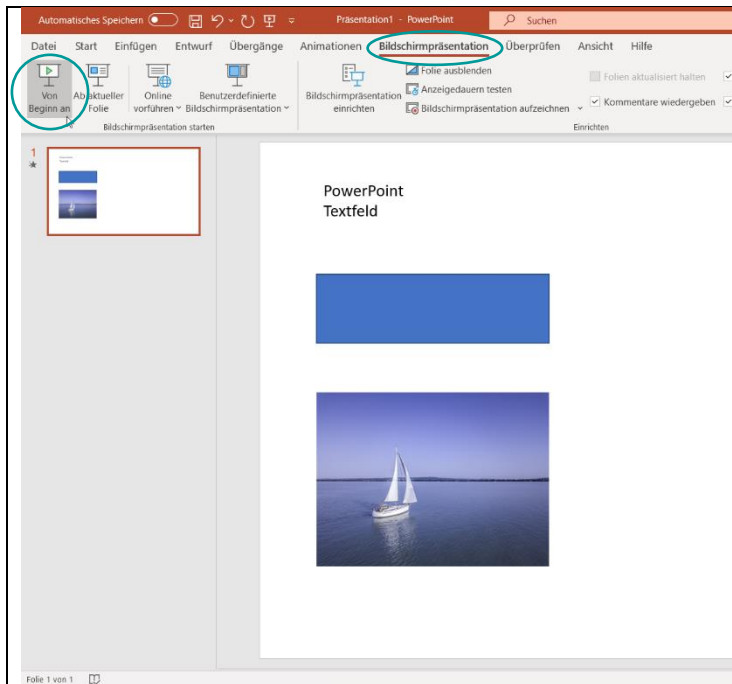 Automatisches Speichern
Präsentation1 - PowerPoint
Suchen
Datei Start Einfügen Entwurf Übergänge Animationen Bildschirmpräsentation Überprüfen Ansicht Hilfe
Von Beginn an
Ab aktueller Folie
Online vorführen
Benutzerdefinierte Bildschirmpräsentation
Bildschirmpräsentation einrichten
Folie ausblenden
Anzeigedauern testen
Bildschirmpräsentation aufzeichnen
Folien aktualisiert halten
Kommentare wiedergeben
Bildschirmpräsentation starten
Einrichten
1
PowerPoint
Textfeld
Folie 1 von 1